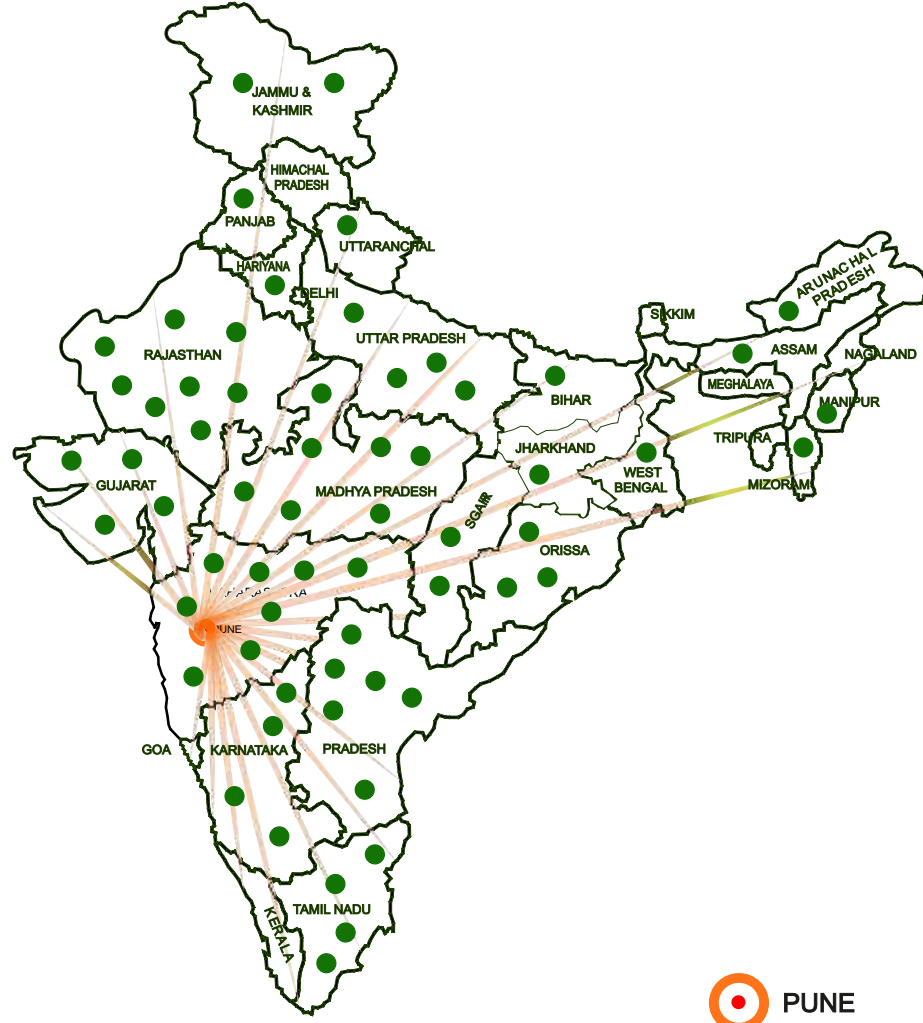 JAMMU &
KASHMIR
HIMACHAL
PRADESH
PANJAB
UTTARANCHAL
HARIYANA
DELHI
ARUNACHAL
PRADESH
SIKKIM
UTTAR PRADESH
RAJASTHAN
ASSAM
NAGALAND
MEGHALAYA
BIHAR
MANIPUR
TRIPURA
JHARKHAND
WEST
BENGAL
MIZORAM
GUJARAT
MADHYA PRADESH
ORISSA
PUNE
GOA
KARNATAKA
PRADESH
TAMIL NADU
KERALA
PUNE